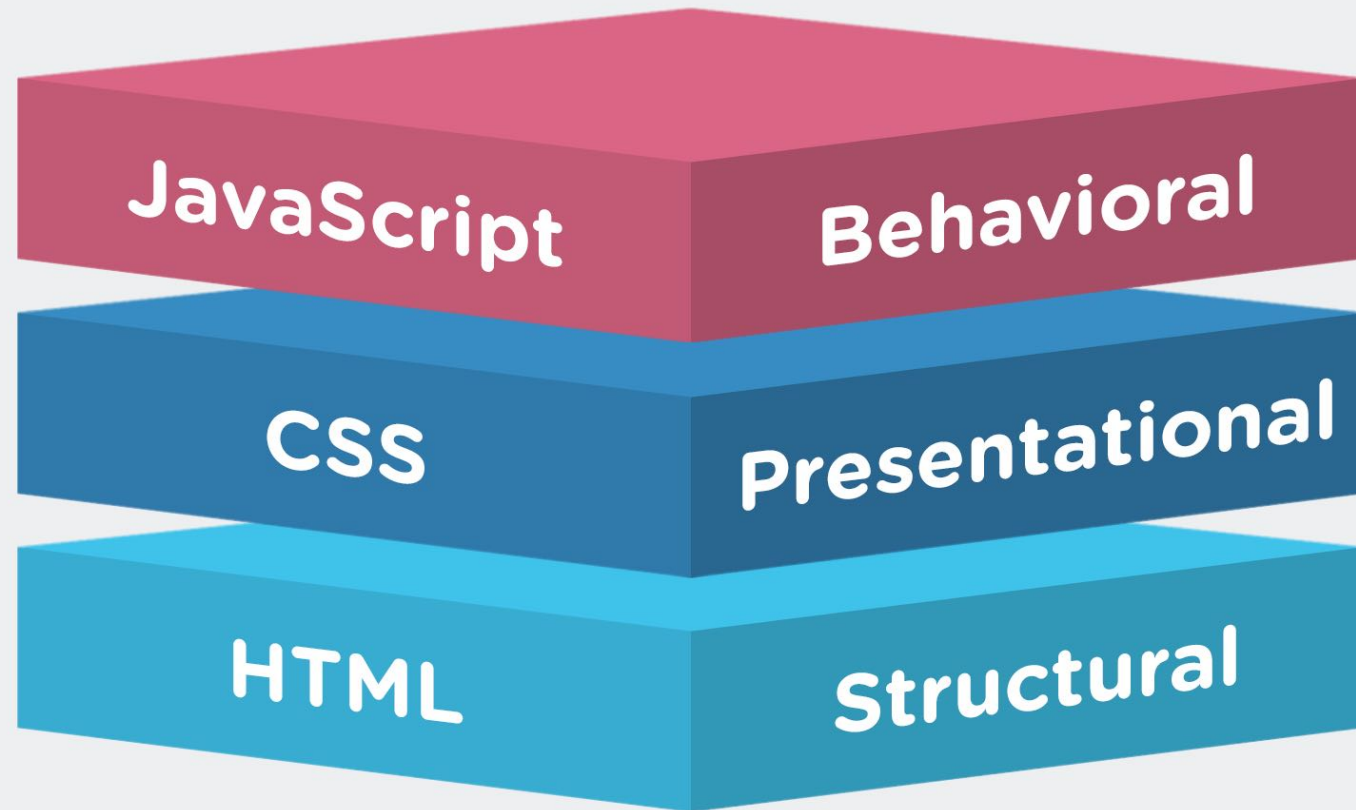 JavaScript
Behavioral
CSS
Presentational
HTML
Structural